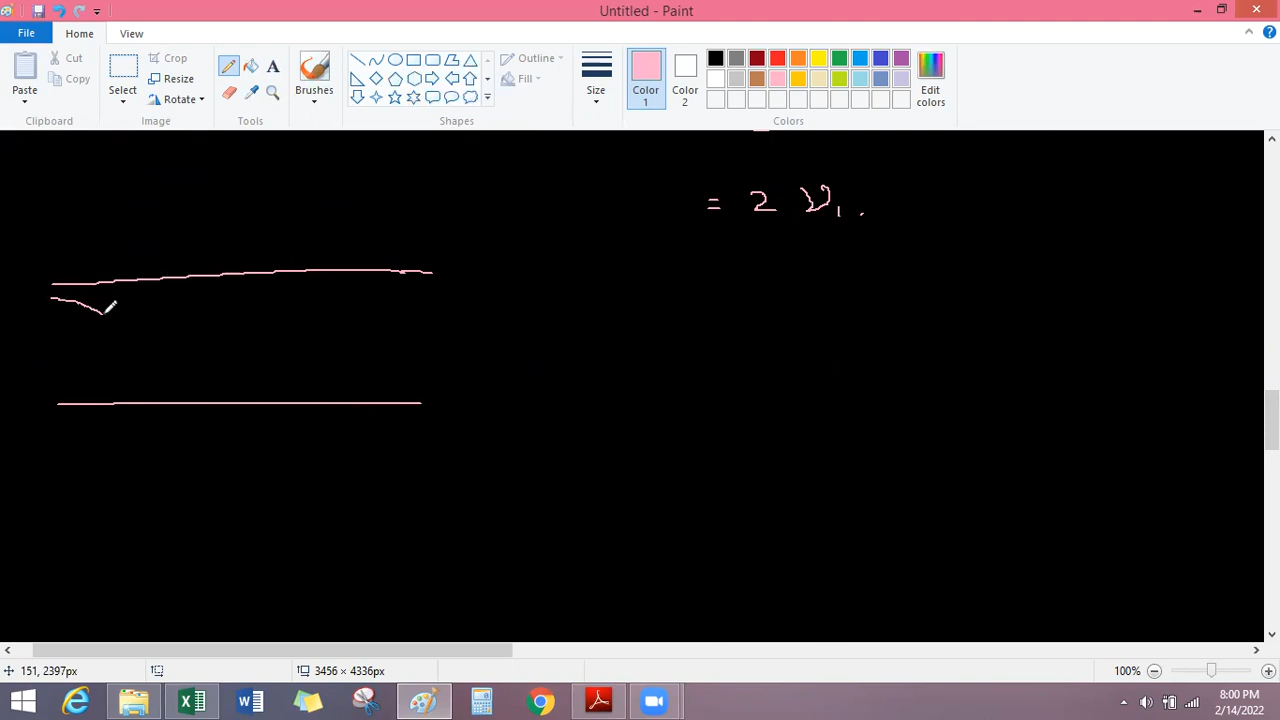 Untitled - Paint
File
Home
View
Paste
Cut
Copy
Clipboard
Select
Crop
Resize
Rotate
Image
Tools
Brushes
Outline
Fill
Shapes
Size
Color 1
Color 2
Edit colors
Colors
= 2 ν₁ .
151, 2397px
3456 × 4336px
100%
8:00 PM
2/14/2022